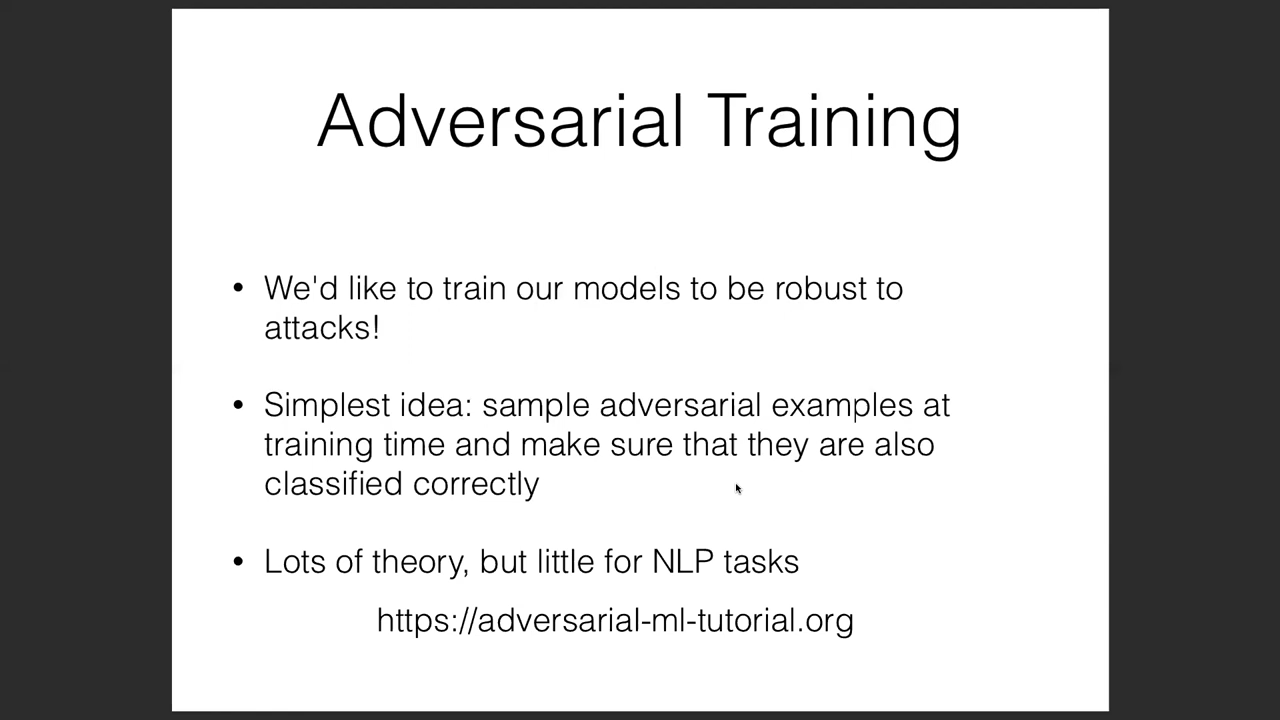 Adversarial Training
• We'd like to train our models to be robust to
attacks!
• Simplest idea: sample adversarial examples at
training time and make sure that they are also
classified correctly
• Lots of theory, but little for NLP tasks
https://adversarial-ml-tutorial.org